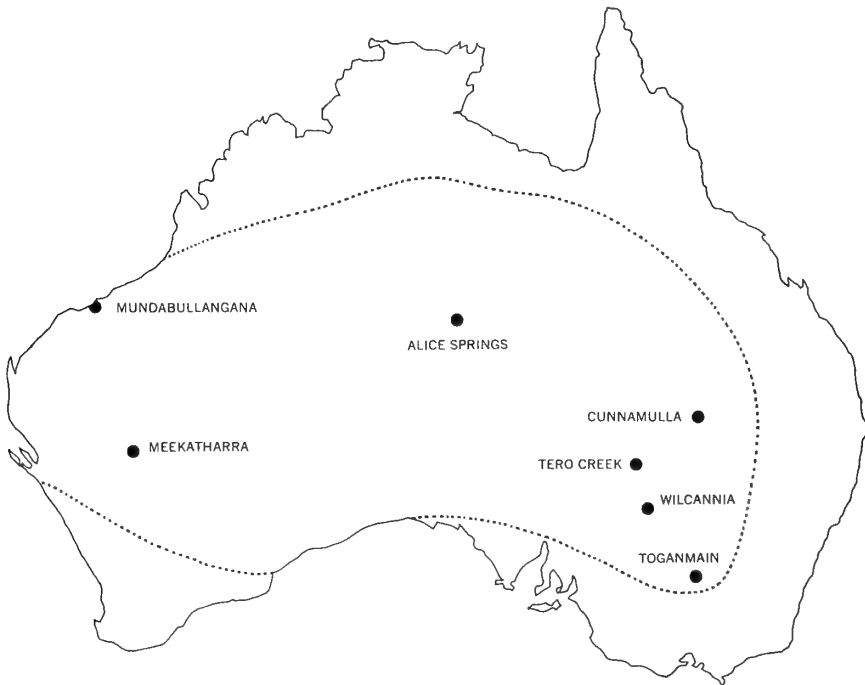 MUNDABULLANGANA
ALICE SPRINGS
CUNNAMULLA
MEEKATHARRA
TERO CREEK
WILCANNIA
TOGANMAIN